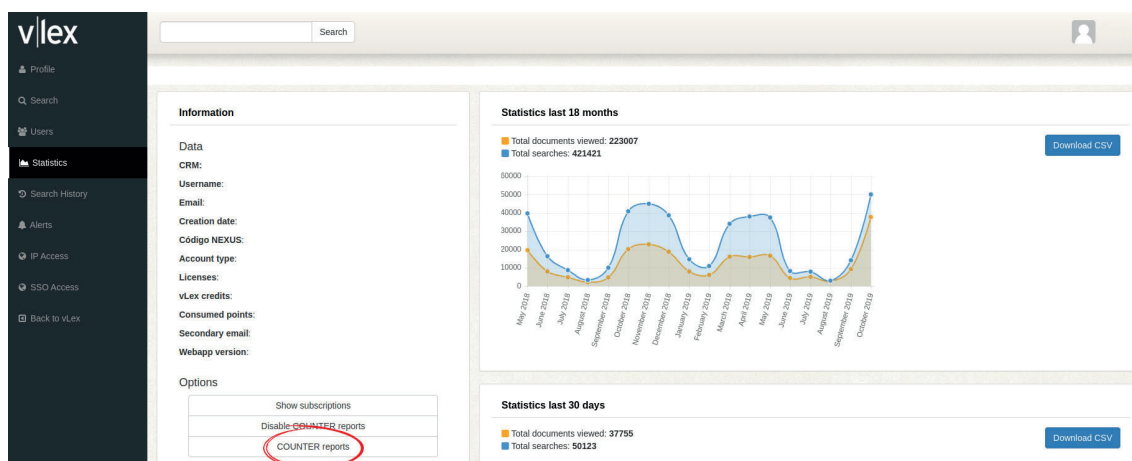 v|lex
Search
Profile
Search
Users
Statistics
Search History
Alerts
IP Access
SSO Access
Back to vLex
Information
Data
CRM:
Username:
Email:
Creation date:
Código NEXUS:
Account type:
Licenses:
vLex credits:
Consumed points:
Secondary email:
Webapp version:
Options
Show subscriptions
Disable COUNTER reports
COUNTER reports
Statistics last 18 months
Total documents viewed: 223007
Total searches: 421421
Download CSV
60000
50000
40000
30000
20000
10000
0
May 2018
June 2018
July 2018
August 2018
September 2018
October 2018
November 2018
December 2018
January 2019
February 2019
March 2019
April 2019
May 2019
June 2019
July 2019
August 2019
September 2019
October 2019
Statistics last 30 days
Total documents viewed: 37755
Total searches: 50123
Download CSV